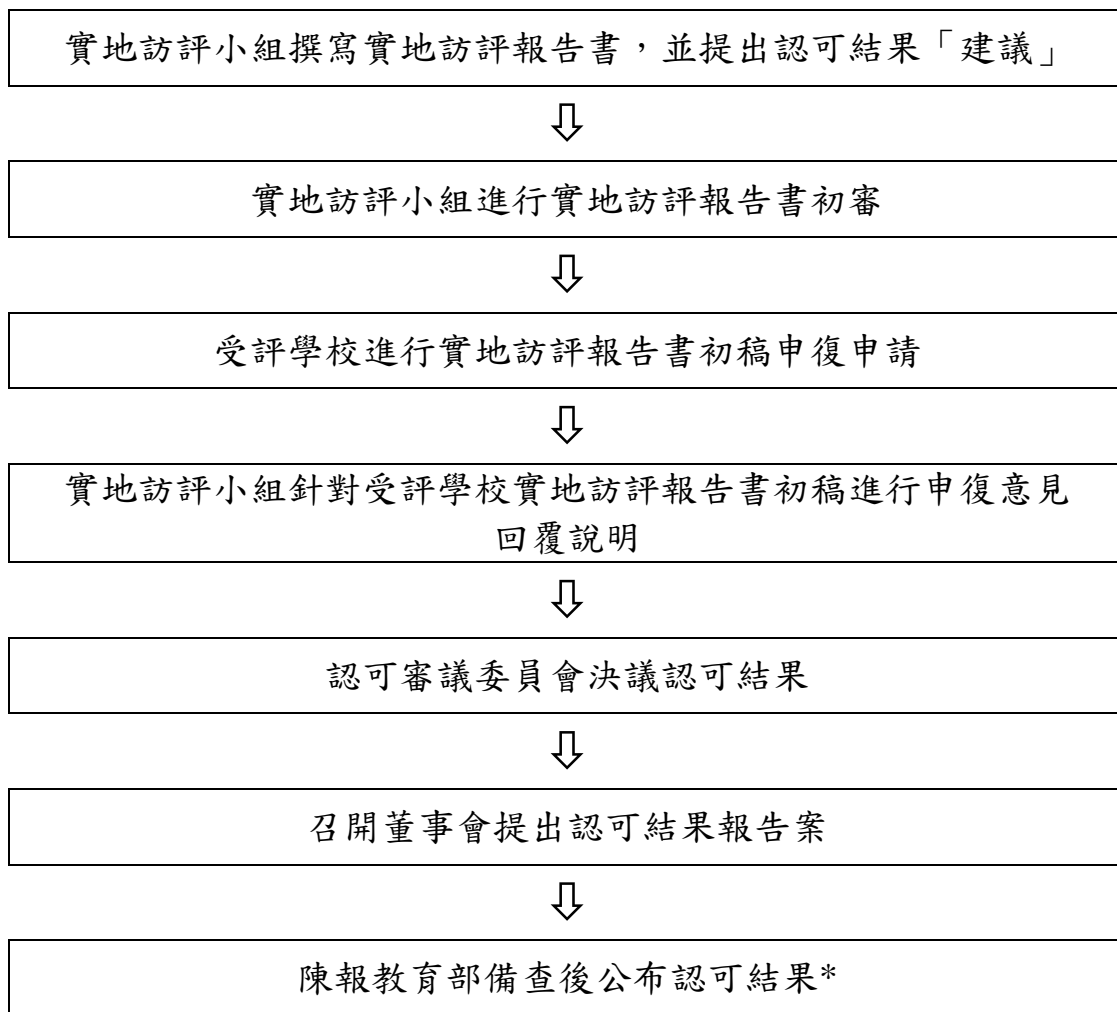 實地訪評小組撰寫實地訪評報告書，並提出認可結果「建議」
⇩
實地訪評小組進行實地訪評報告書初審
⇩
受評學校進行實地訪評報告書初稿申復申請
⇩
實地訪評小組針對受評學校實地訪評報告書初稿進行申復意見
回覆說明
⇩
認可審議委員會決議認可結果
⇩
召開董事會提出認可結果報告案
⇩
陳報教育部備查後公布認可結果*